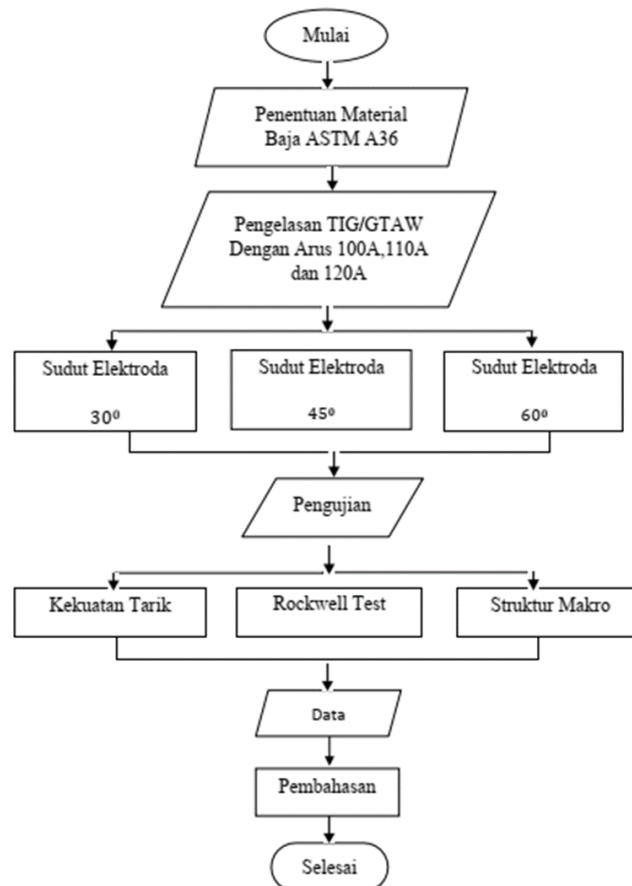 Mulai
Penentuan Material
Baja ASTM A36
Pengelasan TIG/GTAW
Dengan Arus 100A,110A
dan 120A
Sudut Elektroda
30⁰
Sudut Elektroda
45⁰
Sudut Elektroda
60⁰
Pengujian
Kekuatan Tarik
Rockwell Test
Struktur Makro
Data
Pembahasan
Selesai